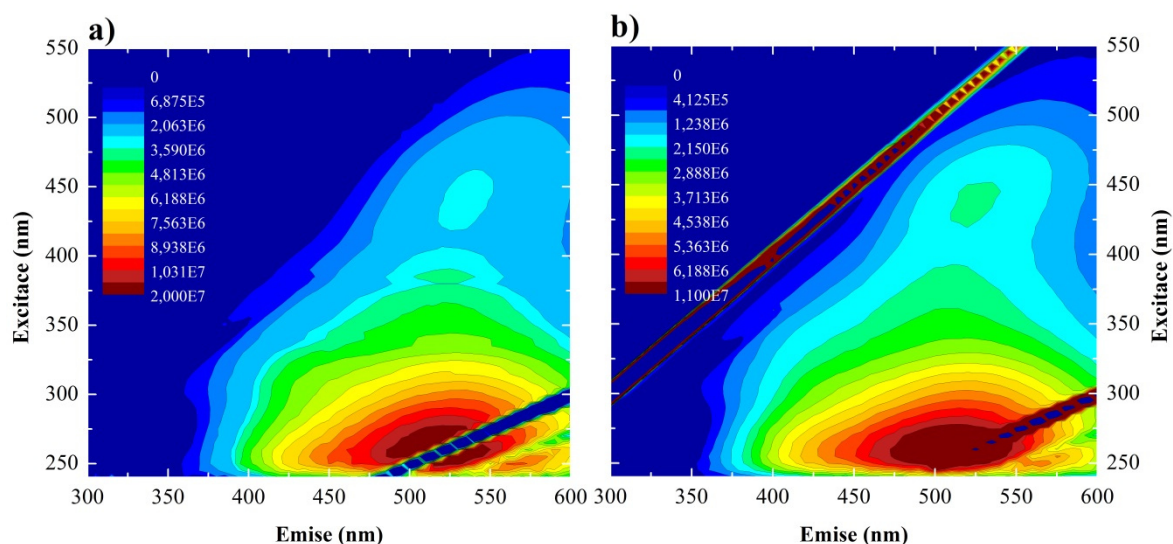 a)
550
500
450
400
350
300
250
0
6,875E5
2,063E6
3,590E6
4,813E6
6,188E6
7,563E6
8,938E6
1,031E7
2,000E7
Excitace (nm)
300
350
400
450
500
550
600
Emise (nm)
b)
0
4,125E5
1,238E6
2,150E6
2,888E6
3,713E6
4,538E6
5,363E6
6,188E6
1,100E7
550
500
450
400
350
300
250
Excitace (nm)
300
350
400
450
500
550
600
Emise (nm)